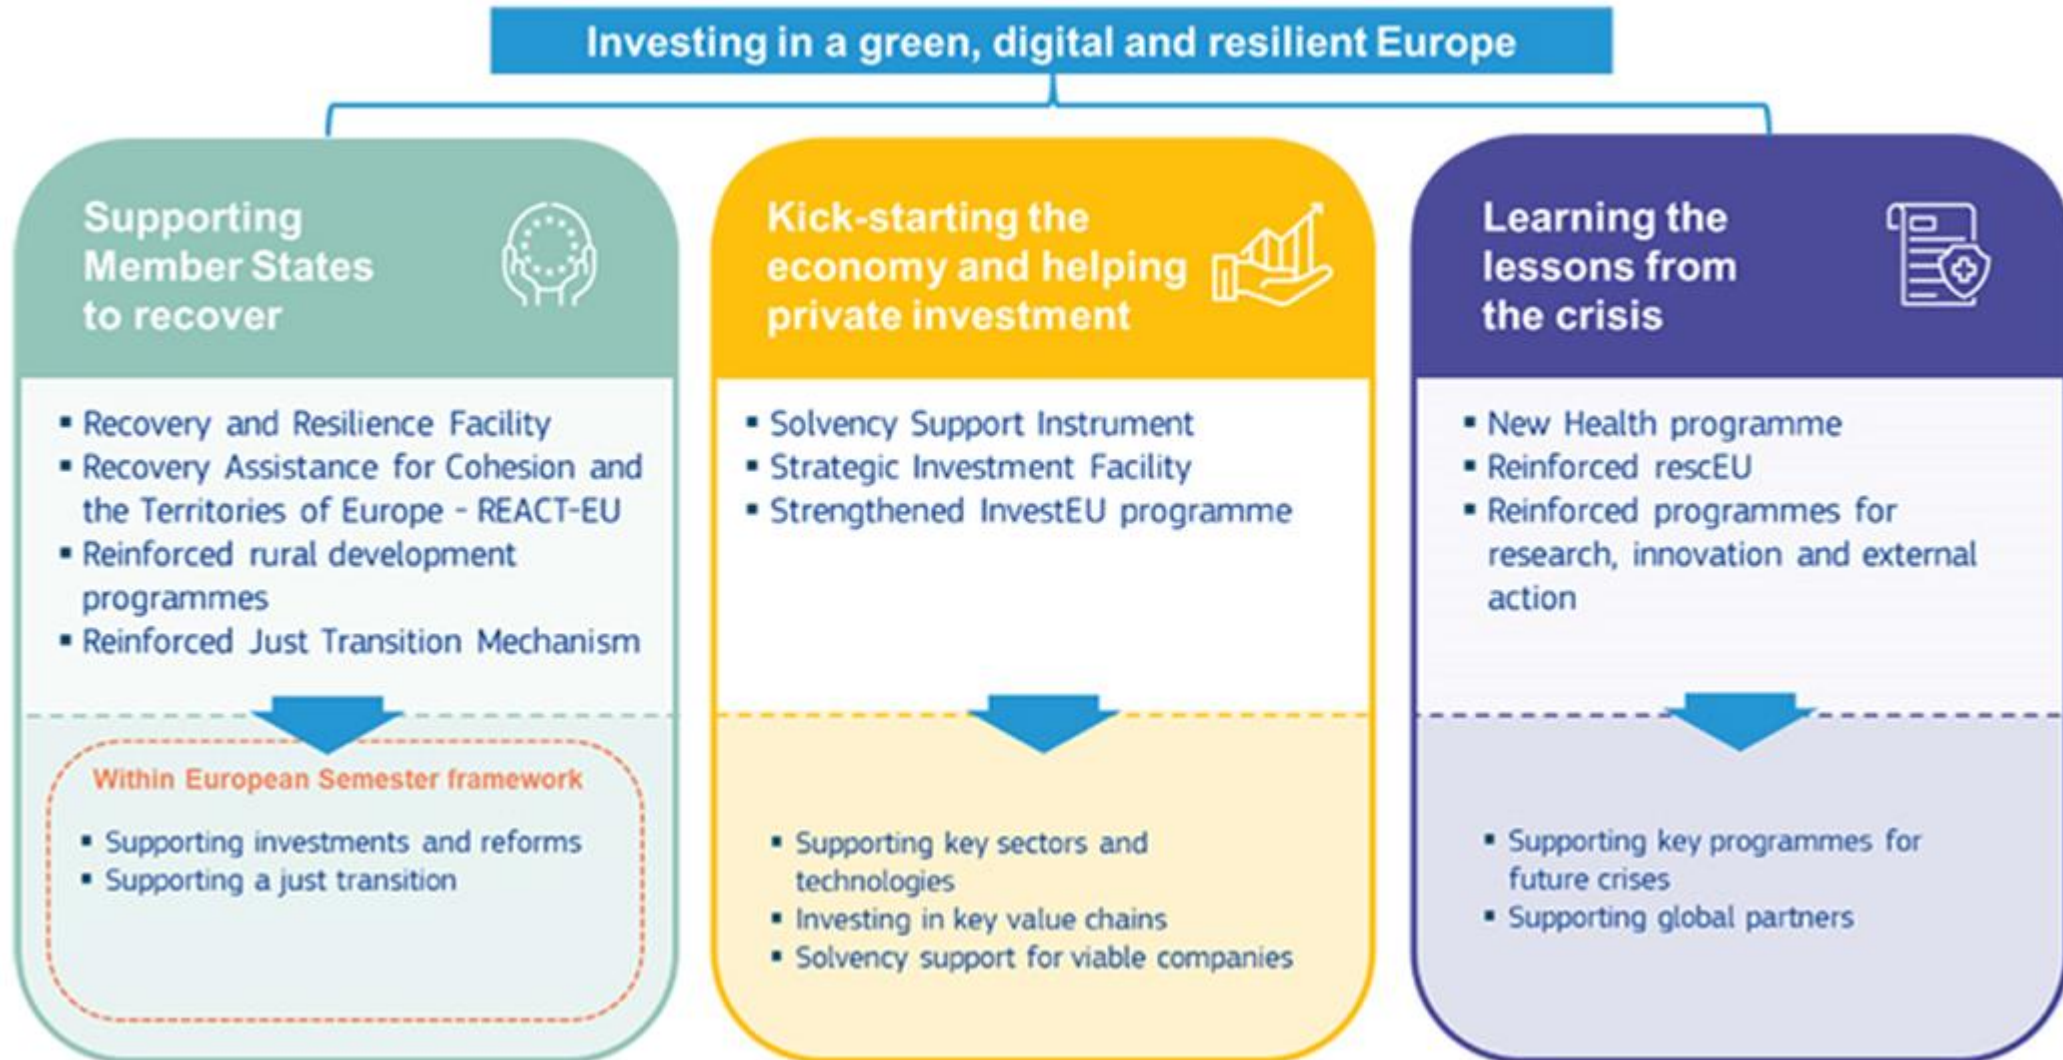 Investing in a green, digital and resilient Europe
Supporting
Member States
to recover
▪ Recovery and Resilience Facility
▪ Recovery Assistance for Cohesion and
the Territories of Europe - REACT-EU
▪ Reinforced rural development
programmes
▪ Reinforced Just Transition Mechanism
Within European Semester framework
▪ Supporting investments and reforms
▪ Supporting a just transition
Kick-starting the
economy and helping
private investment
▪ Solvency Support Instrument
▪ Strategic Investment Facility
▪ Strengthened InvestEU programme
▪ Supporting key sectors and
technologies
▪ Investing in key value chains
▪ Solvency support for viable companies
Learning the
lessons from
the crisis
▪ New Health programme
▪ Reinforced rescEU
▪ Reinforced programmes for
research, innovation and external
action
▪ Supporting key programmes for
future crises
▪ Supporting global partners